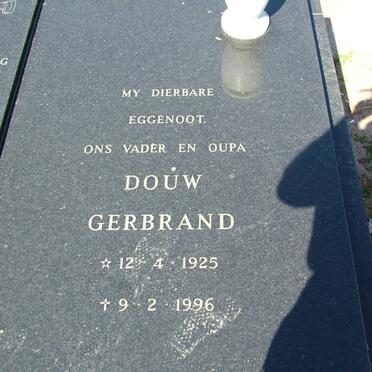 MY DIERBARE
EGGENOOT,
ONS VADER EN OUPA
DOUW
GERBRAND
☆ 12 · 4 · 1925
† 9 · 2 · 1996
G